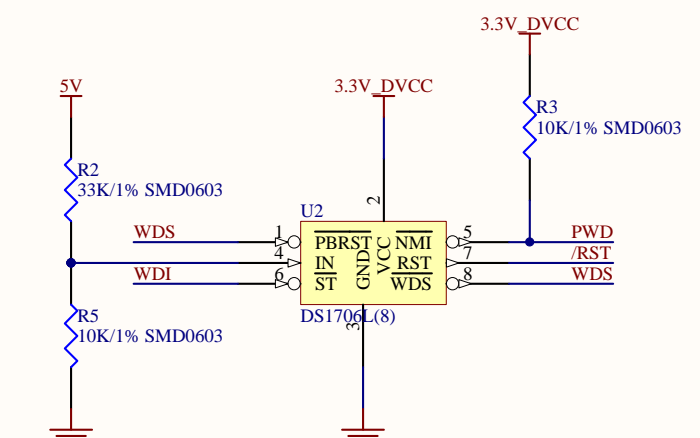 3.3V_DVCC
5V
3.3V_DVCC
R3
10K/1% SMD0603
R2
33K/1% SMD0603
2
U2
WDS
1
PBRST
NMI
5
PWD
4
IN
GND
VCC
RST
7
/RST
WDI
6
ST
WDS
8
WDS
DS1706L(8)
3
R5
10K/1% SMD0603